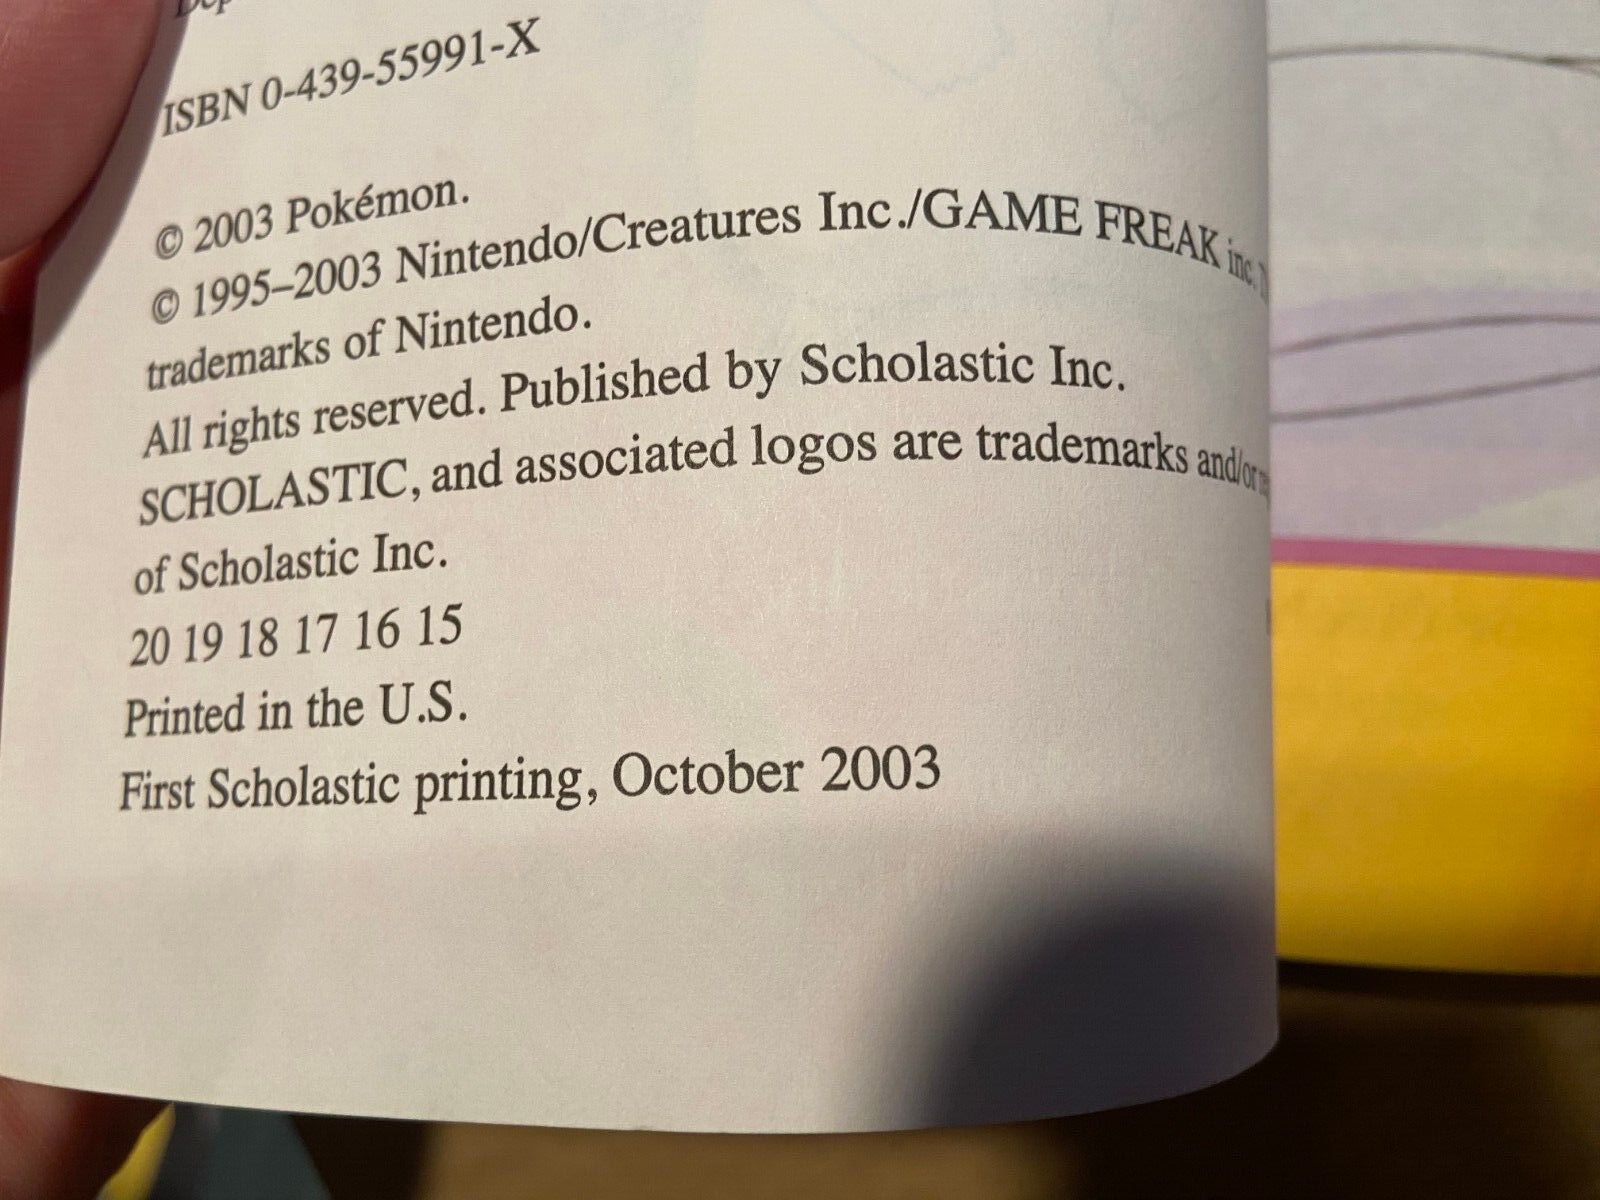 ISBN 0-439-55991-X
© 2003 Pokémon.
© 1995–2003 Nintendo/Creatures Inc./GAME FREAK inc.
trademarks of Nintendo.
All rights reserved. Published by Scholastic Inc.
SCHOLASTIC, and associated logos are trademarks and/or
of Scholastic Inc.
20 19 18 17 16 15
Printed in the U.S.
First Scholastic printing, October 2003